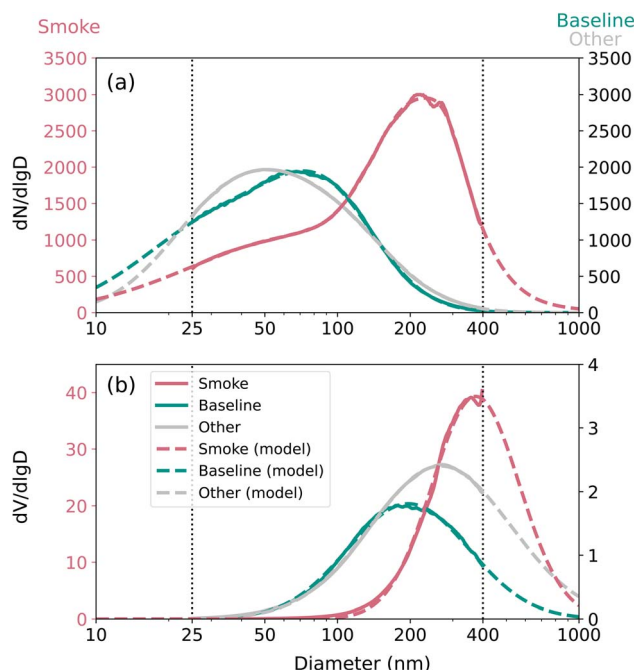 Smoke
Baseline
Other
(a)
dN/dlgD
3500
3000
2500
2000
1500
1000
500
0
3500
3000
2500
2000
1500
1000
500
0
10 25 50 100 200 400 1000
(b)
dV/dlgD
40
30
20
10
0
4
3
2
1
0
Smoke
Baseline
Other
Smoke (model)
Baseline (model)
Other (model)
10 25 50 100 200 400 1000
Diameter (nm)